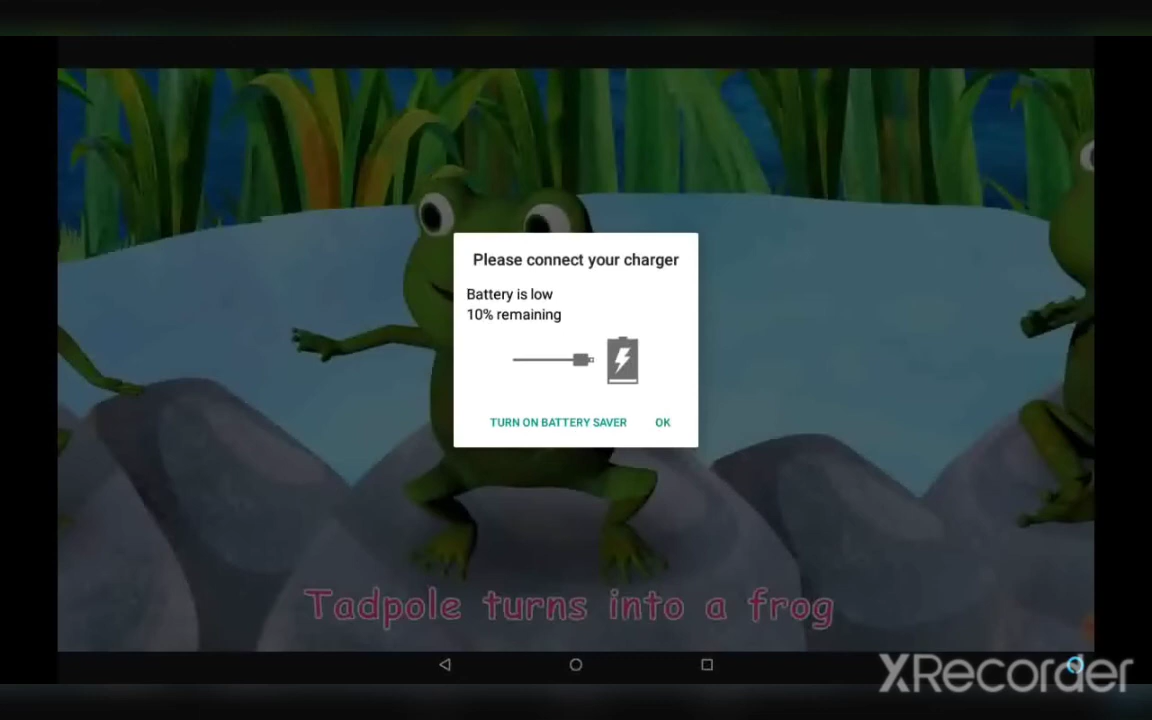 Please connect your charger
Battery is low
10% remaining
TURN ON BATTERY SAVER OK
Tadpole turns into a frog
XRecorder